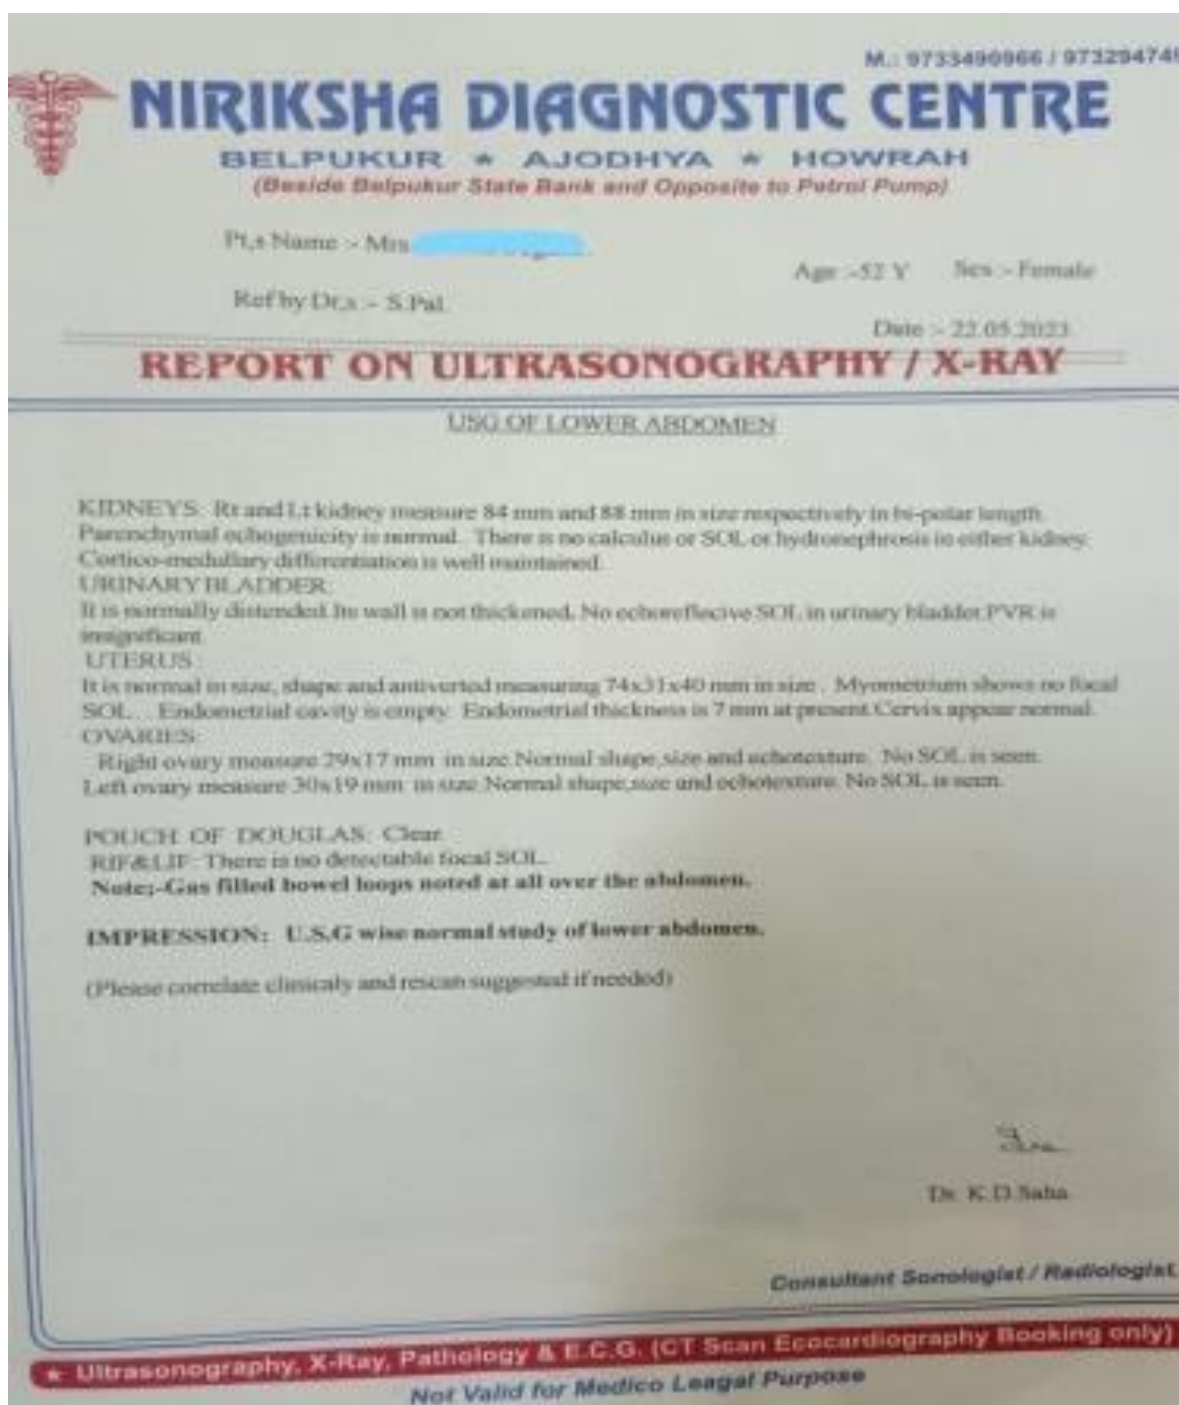 M.: 9733490966 / 973294749
NIRIKSHA DIAGNOSTIC CENTRE
BELPUKUR ★ AJODHYA ★ HOWRAH
(Beside Belpukur State Bank and Opposite to Petrol Pump)
Pt,s Name :- Mrs
Age :-52 Y Sex :- Female
Ref by Dr,s :- S.Pal.
Date :- 22.05.2023
REPORT ON ULTRASONOGRAPHY / X-RAY
USG OF LOWER ABDOMEN
KIDNEYS: Rt and Lt kidney measure 84 mm and 88 mm in size respectively in bi-polar length.
Parenchymal echogenicity is normal. There is no calculus or SOL or hydronephrosis in either kidney.
Cortico-medullary differentiation is well maintained.
URINARY BLADDER:
It is normally distended.Its wall is not thickened. No echoreflecive SOL in urinary bladder.PVR is
insignificant.
UTERUS :
It is normal in size, shape and antiverted measuring 74x31x40 mm in size . Myometrium shows no focal
SOL . Endometrial cavity is empty. Endometrial thickness is 7 mm at present.Cervix appear normal.
OVARIES:
Right ovary measure 29x17 mm in size.Normal shape,size and echotexture. No SOL is seen.
Left ovary measure 30x19 mm in size.Normal shape,size and echotexture. No SOL is seen.
POUCH OF DOUGLAS: Clear.
RIF&LIF: There is no detectable focal SOL.
Note;-Gas filled bowel loops noted at all over the abdomen.
IMPRESSION: U.S.G wise normal study of lower abdomen.
(Please correlate clinicaly and rescan suggested if needed)
Dr. K.D.Saha
Consultant Sonologist / Radiologist.
★ Ultrasonography, X-Ray, Pathology & E.C.G. (CT Scan Ecocardiography Booking only)
Not Valid for Medico Leagal Purpose